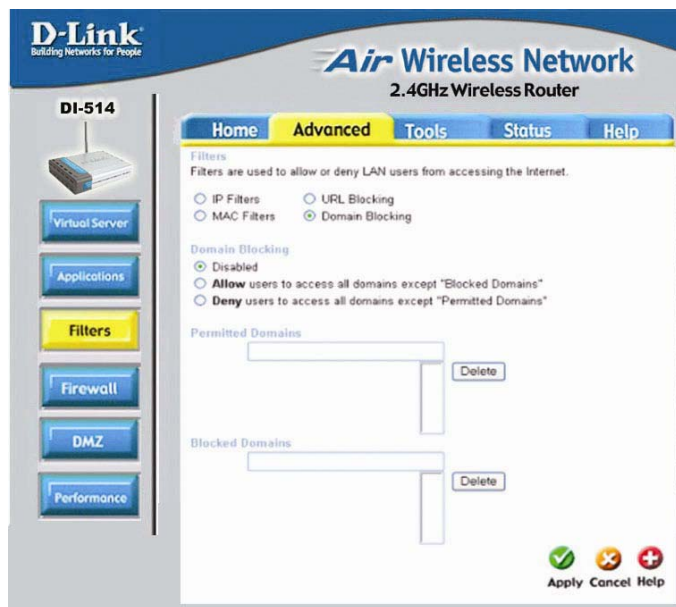 D-Link
Building Networks for People
Air Wireless Network
2.4GHz Wireless Router
DI-514
Home Advanced Tools Status Help
Filters
Filters are used to allow or deny LAN users from accessing the Internet.
IP Filters URL Blocking
MAC Filters Domain Blocking
Domain Blocking
Disabled
Allow users to access all domains except "Blocked Domains"
Deny users to access all domains except "Permitted Domains"
Permitted Domains
Delete
Blocked Domains
Delete
Virtual Server
Applications
Filters
Firewall
DMZ
Performance
Apply Cancel Help